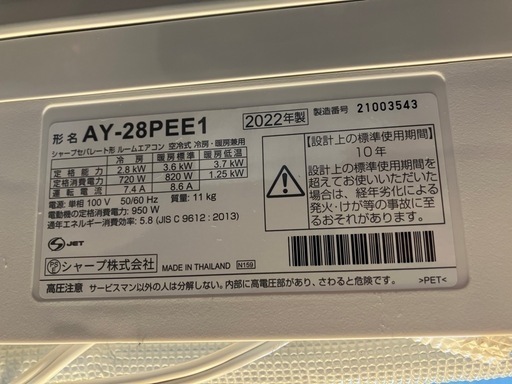 形名 AY-28PEE1 2022年製 製造番号 21003543
シャープセパレート形 ルームエアコン 空冷式 冷房・暖房兼用
冷房 暖房標準 暖房低温
定格能力 2.8 kW 3.6 kW 3.7 kW
定格消費電力 720 W 820 W 1.25 kW
運転電流 7.4 A 8.6 A
電源:単相 100 V 50/60 Hz 質量:11 kg
電動機の定格消費電力:950 W
通年エネルギー消費効率:5.8 (JIS C 9612:2013)
【設計上の標準使用期間】
10年
設計上の標準使用期間を
超えてお使いいただいた
場合は、経年劣化による
発火・けが等の事故に至
るおそれがあります。
S JET
PS E シャープ株式会社 MADE IN THAILAND N159
高圧注意 サービスマン以外の人は分解しない。内部に高電圧部があり、さわると危険です。 >PET<